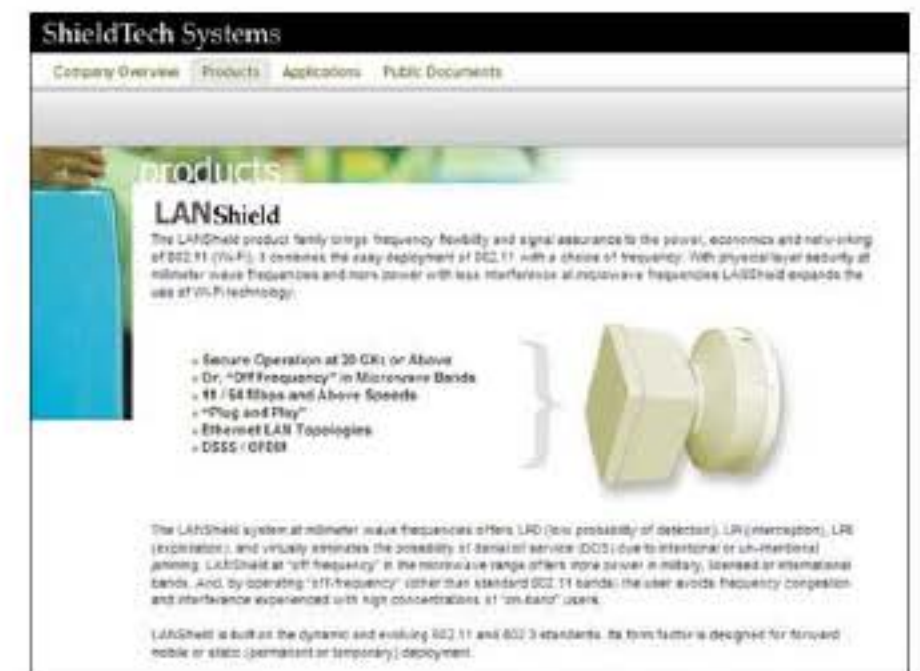 ShieldTech Systems
Company Overview Products Applications Public Documents
products
LANShield
The LANShield product family brings frequency flexibility and signal assurance to the power, economics and networking
of 802.11 (Wi-Fi). It combines the easy deployment of 802.11 with a choice of frequency. With physical layer security at
millimeter wave frequencies and more power with less interference at microwave frequencies LANShield expands the
use of Wi-Fi technology.
Secure Operation at GHz or Above
Or, "Off Frequency" in Microwave Bands
/ 54 Mbps and Above Speeds
"Plug and Play"
Ethernet LAN Topologies
DSSS / OFDM
The LANShield system at millimeter wave frequencies offers LPD (low probability of detection), LPI (interception), LPE
(exploitation), and virtually eliminates the possibility of denial of service (DOS) due to intentional or un-intentional
jamming. LANShield at "off frequency" in the microwave range offers more power in military, licensed or international
bands. And, by operating "off-frequency" (other than standard 802.11 bands) the user avoids frequency congestion
and interference experienced with high concentrations of "on-band" users.
LANShield is built on the dynamic and evolving 802.11 and 802.3 standards. Its form factor is designed for forward
mobile or static (permanent or temporary) deployment.